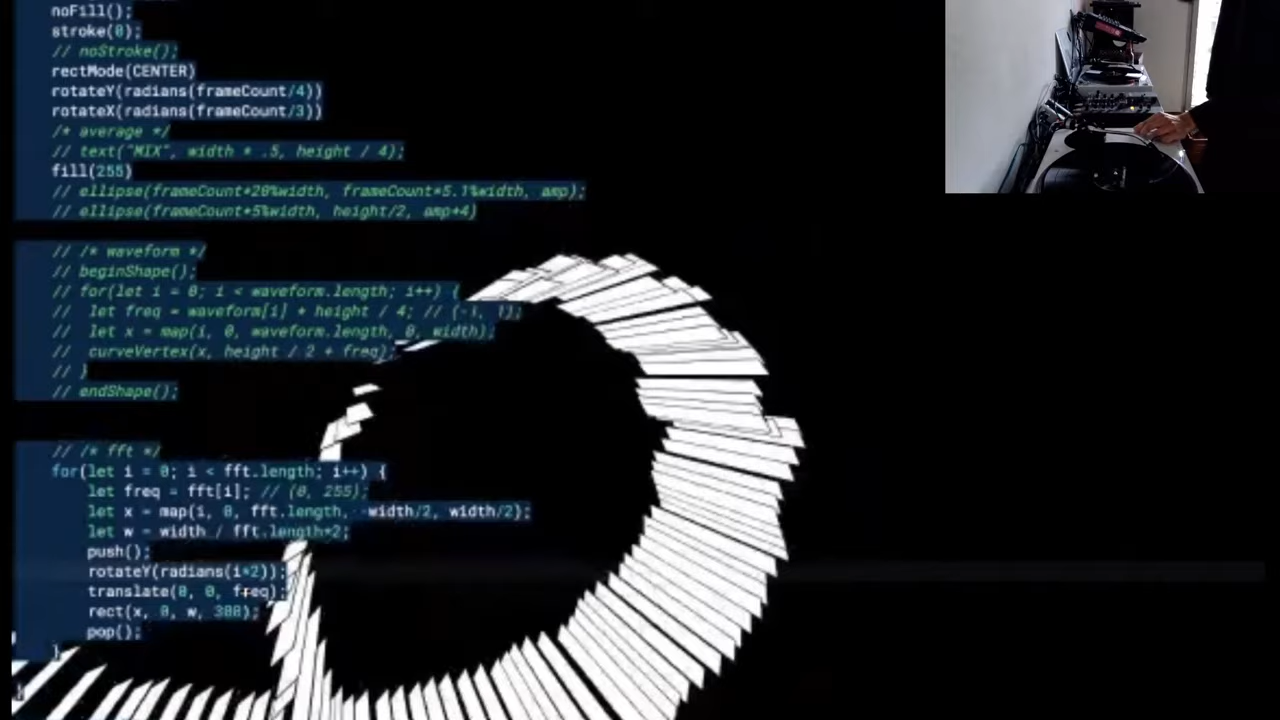 noFill();
stroke(0);
// noStroke();
rectMode(CENTER)
rotateY(radians(frameCount/4))
rotateX(radians(frameCount/3))
/* average */
// text("MIX", width * .5, height / 4);
fill(255)
// ellipse(frameCount*20%width, frameCount*5.1%width, amp);
// ellipse(frameCount*5%width, height/2, amp*4)
// /* waveform */
// beginShape();
// for(let i = 0; i < waveform.length; i++) {
// let freq = waveform[i] * height / 4; // (-1, 1);
// let x = map(i, 0, waveform.length, 0, width);
// curveVertex(x, height / 2 + freq)
// }
// endShape();
// /* fft */
for(let i = 0; i < fft.length; i++) {
let freq = fft[i]; // (0, 255);
let x = map(i, 0, fft.length, -width/2, width/2);
let w = width / fft.length*2;
push();
rotateY(radians(i*2));
translate(0, 0, freq);
rect(x, 0, w, 300);
pop();
}
}